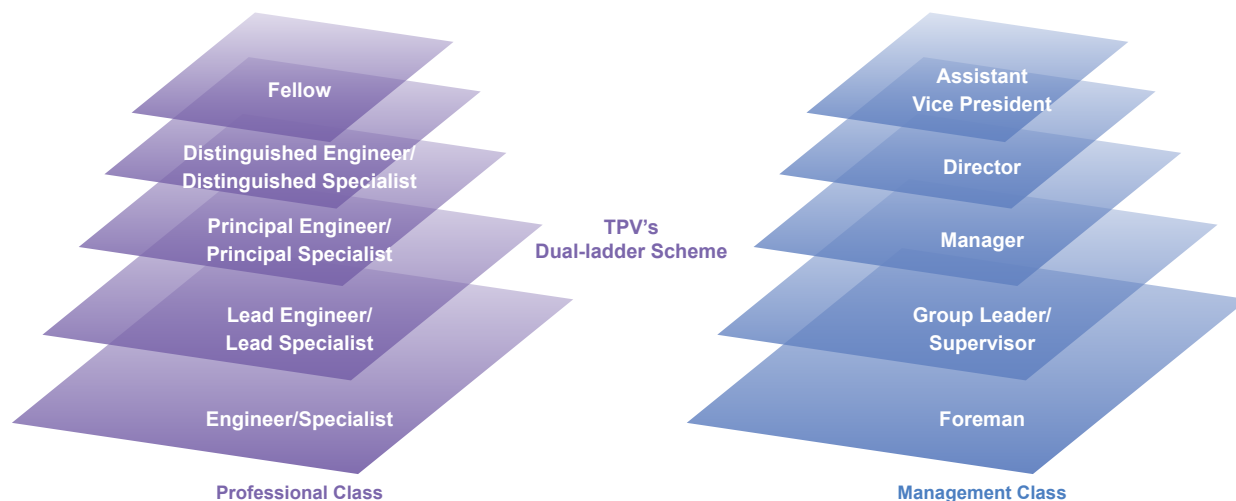 Fellow
Distinguished Engineer/
Distinguished Specialist
Principal Engineer/
Principal Specialist
Lead Engineer/
Lead Specialist
Engineer/Specialist
Professional Class
TPV’s
Dual-ladder Scheme
Assistant
Vice President
Director
Manager
Group Leader/
Supervisor
Foreman
Management Class